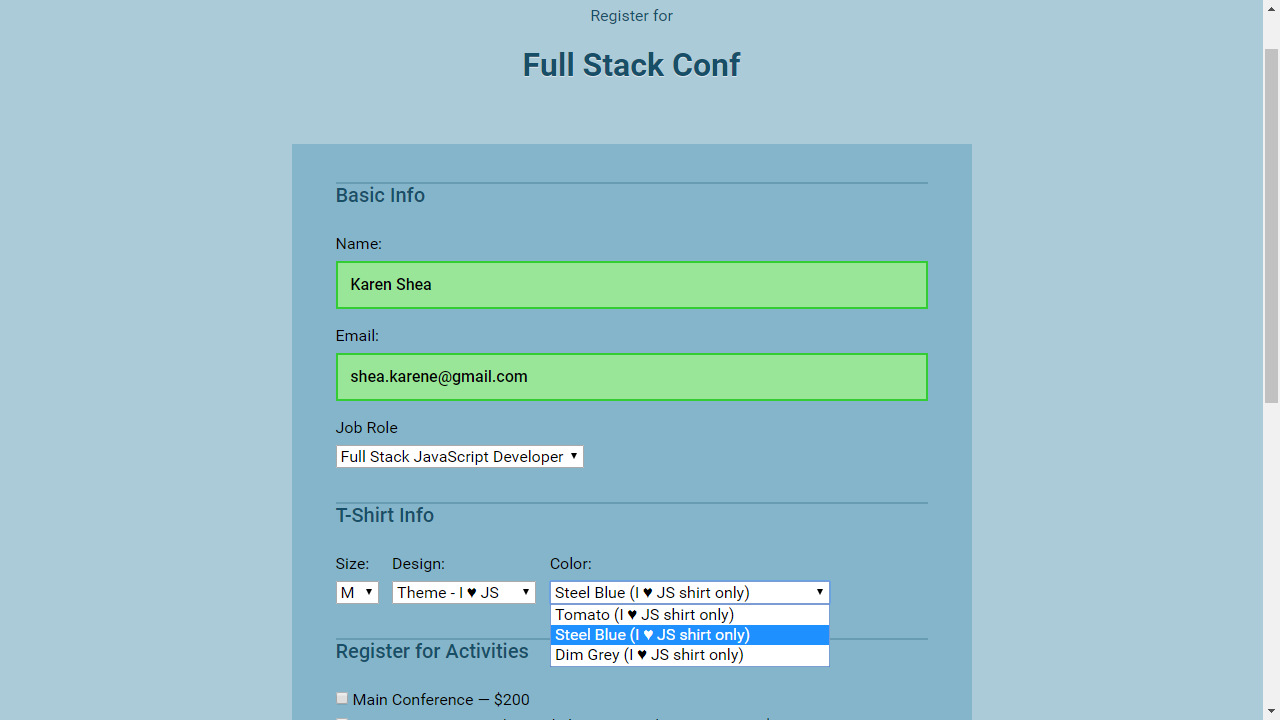 Register for
Full Stack Conf
Basic Info
Name:
Karen Shea
Email:
shea.karene@gmail.com
Job Role
Full Stack JavaScript Developer
T-Shirt Info
Size: Design: Color:
M Theme - I ♥ JS Steel Blue (I ♥ JS shirt only)
Tomato (I ♥ JS shirt only)
Steel Blue (I ♥ JS shirt only)
Register for Activities
Dim Grey (I ♥ JS shirt only)
Main Conference — $200